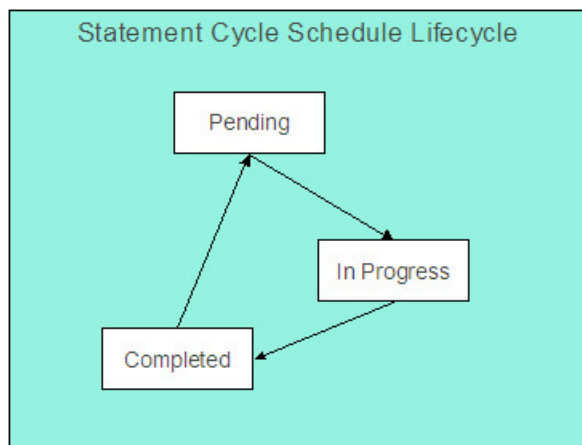 Statement Cycle Schedule Lifecycle
Pending
In Progress
Completed